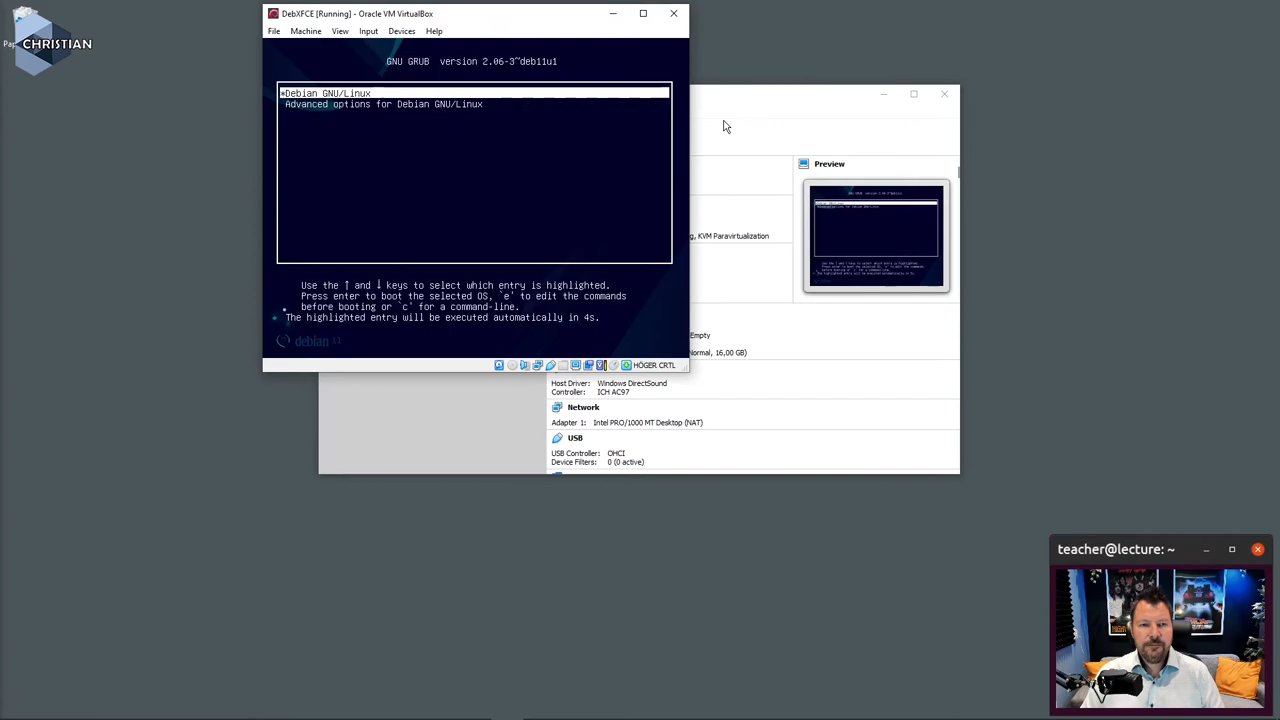 Pap
CHRISTIAN
DebXFCE [Running] - Oracle VM VirtualBox
File Machine View Input Devices Help
GNU GRUB version 2.06-3~deb11u1
*Debian GNU/Linux
Advanced options for Debian GNU/Linux
Use the ↑ and ↓ keys to select which entry is highlighted.
Press enter to boot the selected OS, `e' to edit the commands
before booting or `c' for a command-line.
The highlighted entry will be executed automatically in 4s.
debian 11
HÖGER CRTL
Preview
g, KVM Paravirtualization
Empty
Normal, 16,00 GB)
Host Driver: Windows DirectSound
Controller: ICH AC97
Network
Adapter 1: Intel PRO/1000 MT Desktop (NAT)
USB
USB Controller: OHCI
Device Filters: 0 (0 active)
teacher@lecture: ~